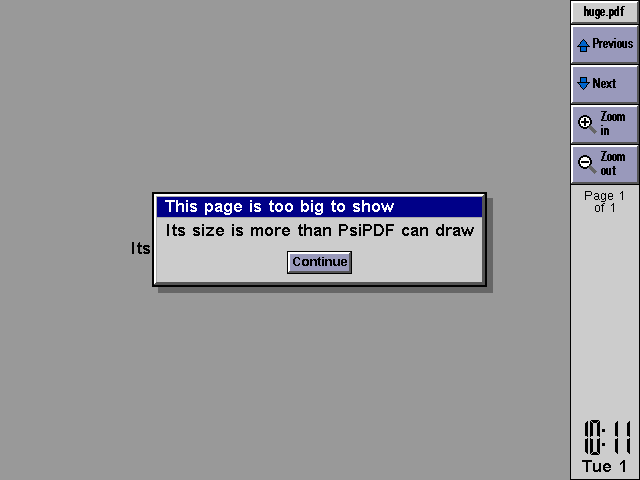 huge.pdf
Previous
Next
Zoom
in
Zoom
out
Page 1
of 1
This page is too big to show
Its size is more than PsiPDF can draw
Its
Continue
10:11
Tue 1